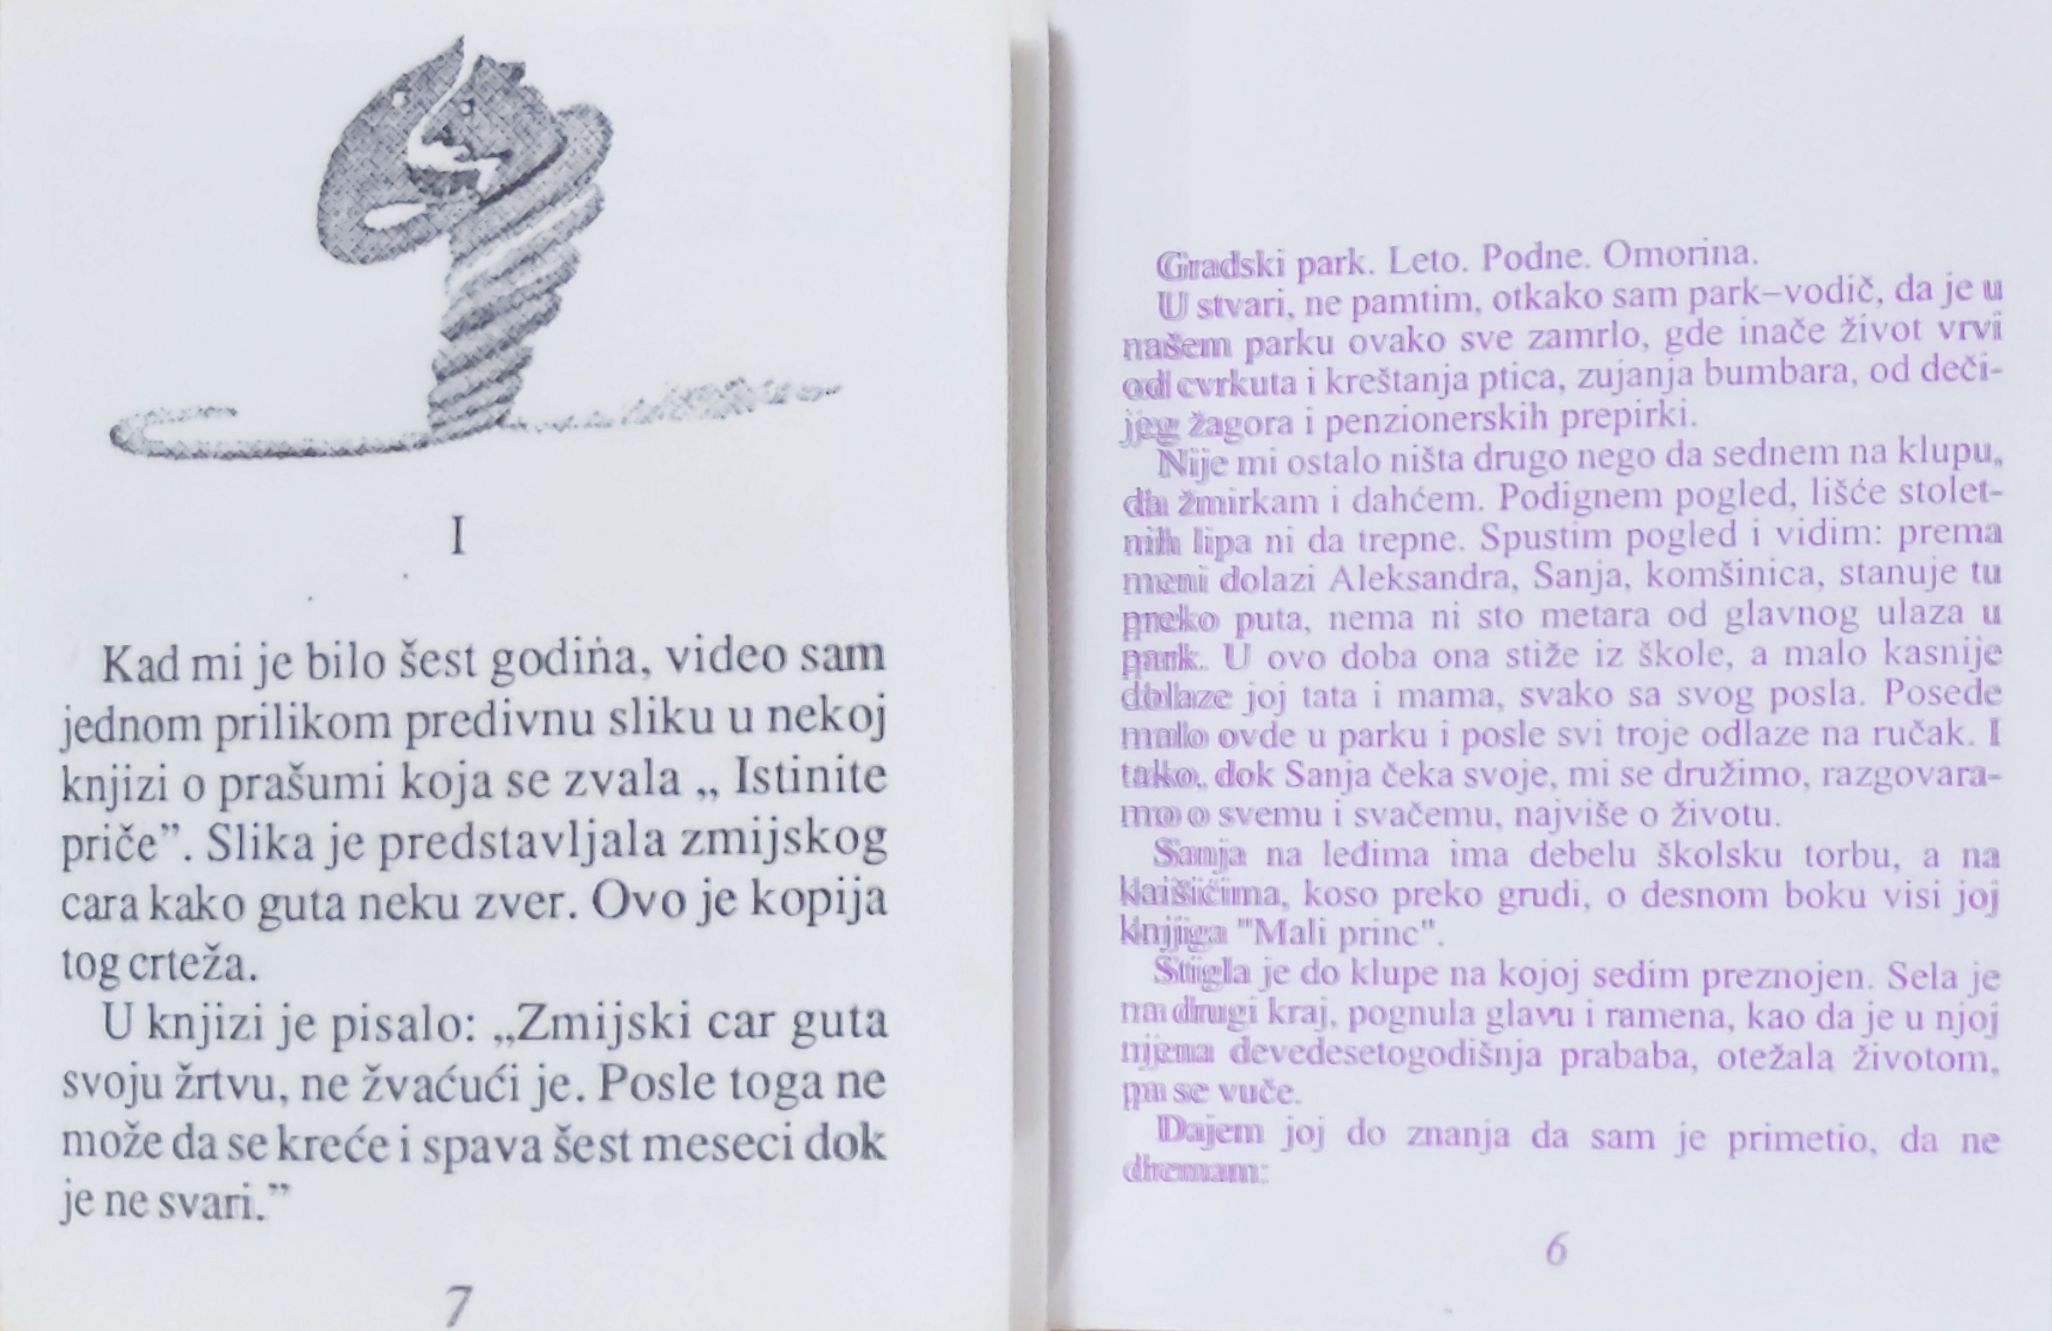 I
Kad mi je bilo šest godina, video sam
jednom prilikom predivnu sliku u nekoj
knjizi o prašumi koja se zvala „ Istinite
priče”. Slika je predstavljala zmijskog
cara kako guta neku zver. Ovo je kopija
tog crteža.
U knjizi je pisalo: „Zmijski car guta
svoju žrtvu, ne žvaćući je. Posle toga ne
može da se kreće i spava šest meseci dok
je ne svari.”
7
Gradski park. Leto. Podne. Omorina.
U stvari, ne pamtim, otkako sam park–vodič, da je u
našem parku ovako sve zamrlo, gde inače život vrvi
od cvrkuta i kreštanja ptica, zujanja bumbara, od deči-
jeg žagora i penzionerskih prepirki.
Nije mi ostalo ništa drugo nego da sednem na klupu,
da žmirkam i dahćem. Podignem pogled, lišće stolet-
nih lipa ni da trepne. Spustim pogled i vidim: prema
meni dolazi Aleksandra, Sanja, komšinica, stanuje tu
preko puta, nema ni sto metara od glavnog ulaza u
park. U ovo doba ona stiže iz škole, a malo kasnije
dolaze joj tata i mama, svako sa svog posla. Posede
malo ovde u parku i posle svi troje odlaze na ručak. I
tako, dok Sanja čeka svoje, mi se družimo, razgovara-
mo o svemu i svačemu, najviše o životu.
Sanja na leđima ima debelu školsku torbu, a na
kaišićima, koso preko grudi, o desnom boku visi joj
knjiga "Mali princ".
Stigla je do klupe na kojoj sedim preznojen. Sela je
na drugi kraj, pognula glavu i ramena, kao da je u njoj
njena devedesetogodišnja prababa, otežala životom,
pa se vuče.
Dajem joj do znanja da sam je primetio, da ne
dremam:
6